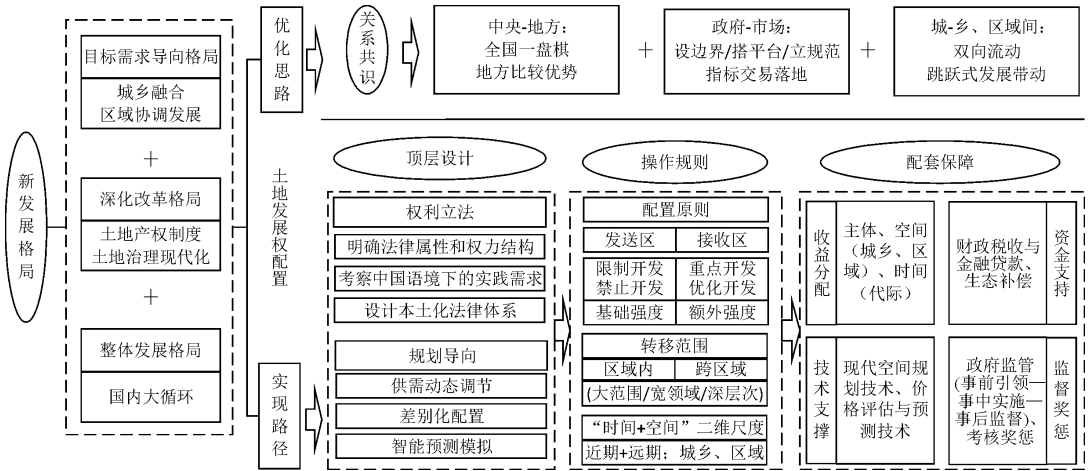 新发展格局
目标需求导向格局
城乡融合
区域协调发展
+
深化改革格局
土地产权制度
土地治理现代化
+
整体发展格局
国内大循环
优化思路
土地发展权配置
实现路径
关系共识
中央-地方：
全国一盘棋
地方比较优势
+
政府-市场：
设边界/搭平台/立规范
指标交易落地
+
城-乡、区域间：
双向流动
跳跃式发展带动
顶层设计
权利立法
明确法律属性和权力结构
考察中国语境下的实践需求
设计本土化法律体系
规划导向
供需动态调节
差别化配置
智能预测模拟
操作规则
配置原则
发送区 接收区
限制开发 重点开发
禁止开发 优化开发
基础强度 额外强度
转移范围
区域内 跨区域
(大范围/宽领域/深层次)
“时间+空间”二维尺度
近期+远期；城乡、区域
配套保障
收益分配
主体、空间
（城乡、区
域）、时间
（代际）
财政税收与
金融贷款、
生态补偿
资金支持
技术支撑
现代空间规
划技术、价
格评估与预
测技术
政府监管
(事前引领—
事中实施—
事后监督)、
考核奖惩
监督奖惩